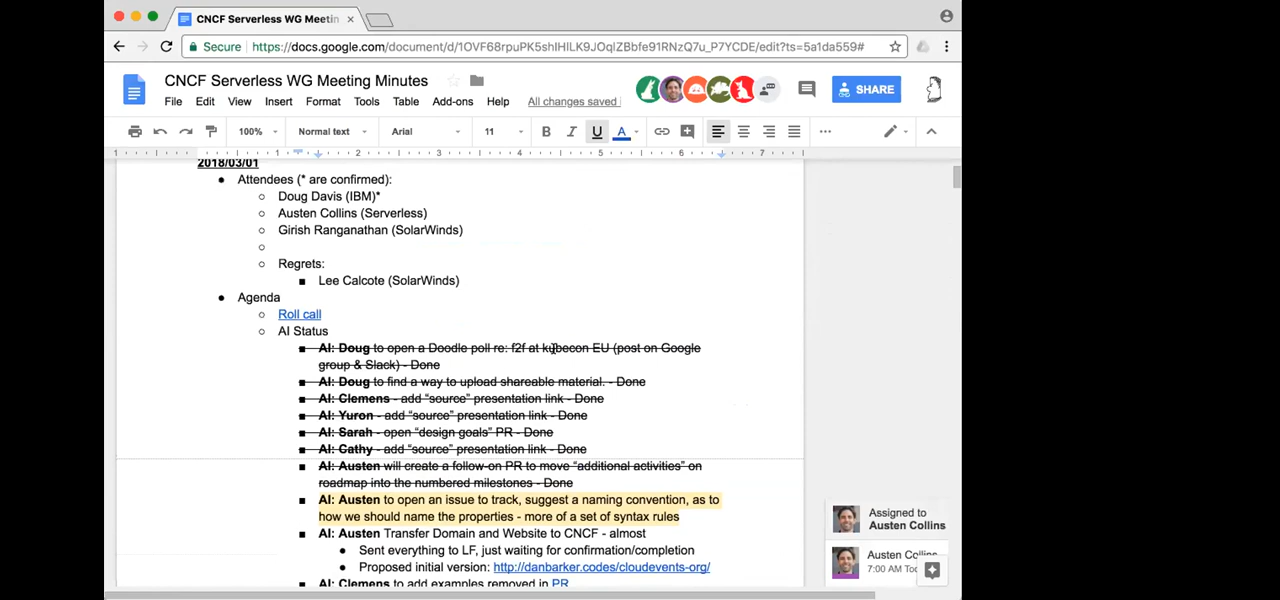 CNCF Serverless WG Meetin
Secure
https://docs.google.com/document/d/1OVF68rpuPK5shIHILK9JOqlZBbfe91RNzQ7u_P7YCDE/edit?ts=5a1da559#
CNCF Serverless WG Meeting Minutes
File Edit View Insert Format Tools Table Add-ons Help All changes saved
SHARE
100% Normal text Arial 11 B I U A
1 1 2 3 4 5 6 7
2018/03/01
Attendees (* are confirmed):
Doug Davis (IBM)*
Austen Collins (Serverless)
Girish Ranganathan (SolarWinds)
Regrets:
Lee Calcote (SolarWinds)
Agenda
Roll call
AI Status
AI: Doug to open a Doodle poll re: f2f at kubecon EU (post on Google
group & Slack) - Done
AI: Doug to find a way to upload shareable material. - Done
AI: Clemens - add “source” presentation link - Done
AI: Yuron - add “source” presentation link - Done
AI: Sarah - open “design goals” PR - Done
AI: Cathy - add “source” presentation link - Done
AI: Austen will create a follow-on PR to move “additional activities” on
roadmap into the numbered milestones - Done
AI: Austen to open an issue to track, suggest a naming convention, as to
how we should name the properties - more of a set of syntax rules
AI: Austen Transfer Domain and Website to CNCF - almost
Sent everything to LF, just waiting for confirmation/completion
Proposed initial version: http://danbarker.codes/cloudevents-org/
AI: Clemens to add examples removed in PR
Assigned to
Austen Collins
Austen Collins
7:00 AM Tod